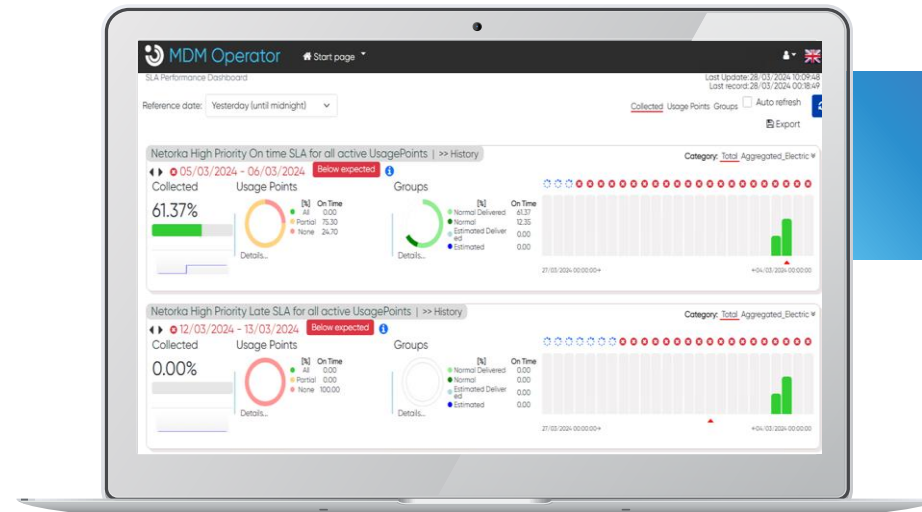 MDM Operator Start page
SLA Performance Dashboard
Last Update:28/03/2024 10:09:48
Last record:28/03/2024 00:18:49
Reference date: Yesterday (until midnight)
Collected Usage Points Groups Auto refresh
Export
Netorka High Priority On time SLA for all active UsagePoints | >> History
Category: Total Aggregated_Electric
05/03/2024 - 06/03/2024 Below expected
Collected Usage Points Groups
61.37%
[%] On Time
All 0.00
Partial 75.30
None 24.70
Details...
[%] On Time
Normal Delivered 61.37
Normal 12.35
Estimated Deliver
ed 0.00
Estimated 0.00
Details...
27/03/2024 00:00:00 04/03/2024 00:00:00
Netorka High Priority Late SLA for all active UsagePoints | >> History
Category: Total Aggregated_Electric
12/03/2024 - 13/03/2024 Below expected
Collected Usage Points Groups
0.00%
[%] On Time
All 0.00
Partial 0.00
None 100.00
Details...
[%] On Time
Normal Delivered 0.00
Normal 0.00
Estimated Deliver
ed 0.00
Estimated 0.00
Details...
27/03/2024 00:00:00 04/03/2024 00:00:00